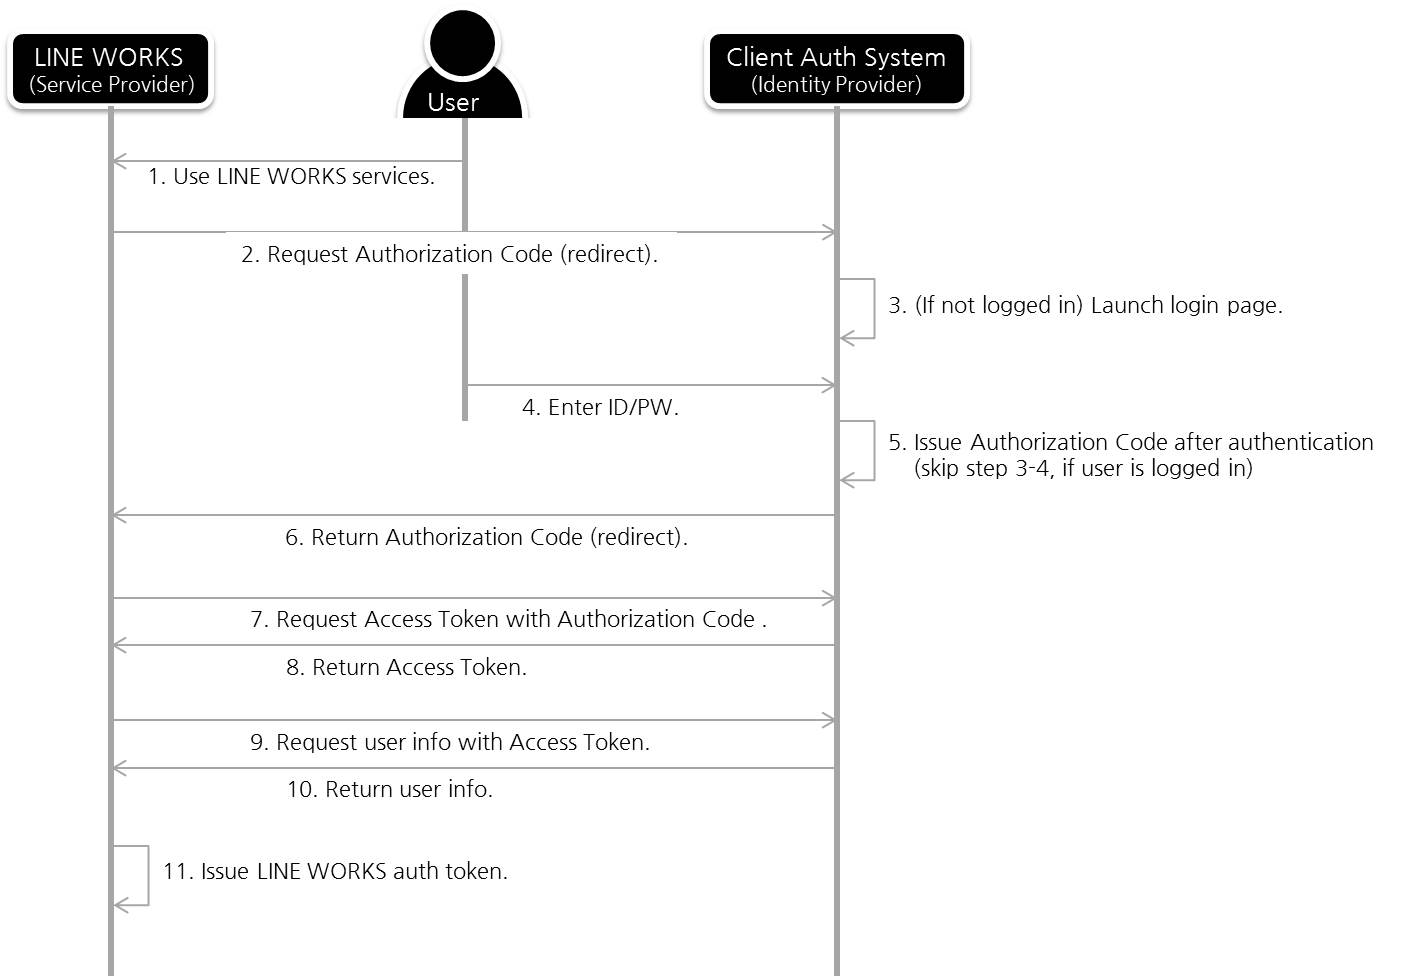 LINE WORKS
(Service Provider)
User
Client Auth System
(Identity Provider)
1. Use LINE WORKS services.
2. Request Authorization Code (redirect).
3. (If not logged in) Launch login page.
4. Enter ID/PW.
5. Issue Authorization Code after authentication
(skip step 3-4, if user is logged in)
6. Return Authorization Code (redirect).
7. Request Access Token with Authorization Code .
8. Return Access Token.
9. Request user info with Access Token.
10. Return user info.
11. Issue LINE WORKS auth token.